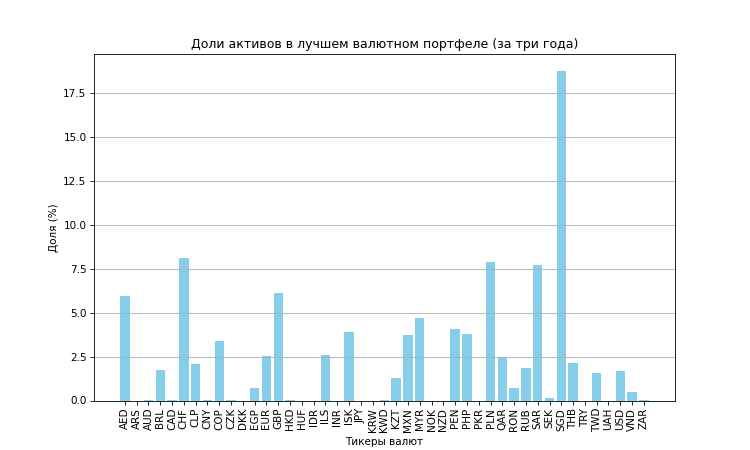 Доли активов в лучшем валютном портфеле (за три года)
Доля (%)
17.5
15.0
12.5
10.0
7.5
5.0
2.5
0.0
AED
ARS
AUD
BRL
CAD
CHF
CLP
CNY
COP
CZK
DKK
EGP
EUR
GBP
HKD
HUF
IDR
ILS
INR
ISK
JPY
KRW
KWD
KZT
MXN
MYR
NOK
NZD
PEN
PHP
PKR
PLN
QAR
RON
RUB
SAR
SEK
SGD
THB
TRY
TWD
UAH
USD
VND
ZAR
Тикеры валют